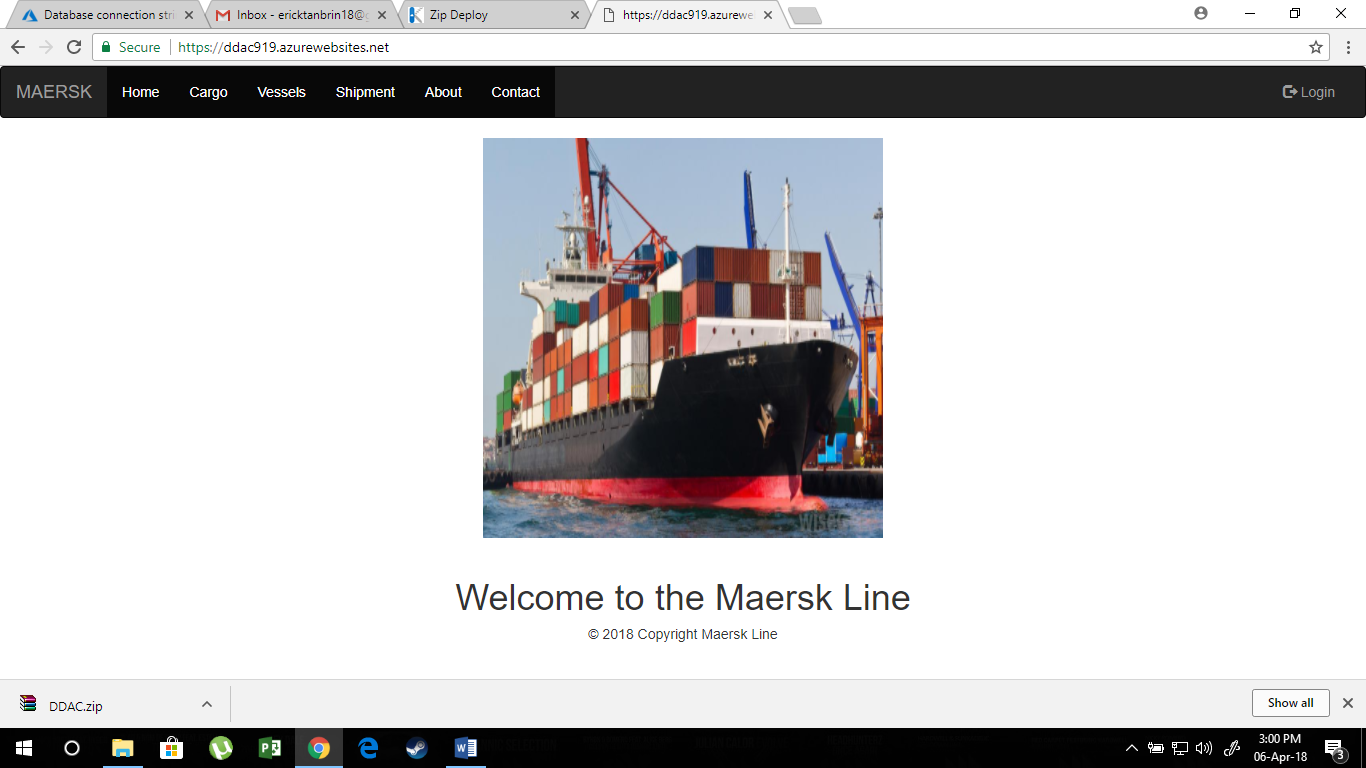 Database connection stri
Inbox - ericktanbrin18@g
Zip Deploy
https://ddac919.azurewe
Secure
https://ddac919.azurewebsites.net
MAERSK
Home
Cargo
Vessels
Shipment
About
Contact
Login
Welcome to the Maersk Line
© 2018 Copyright Maersk Line
DDAC.zip
Show all
3:00 PM
06-Apr-18
3